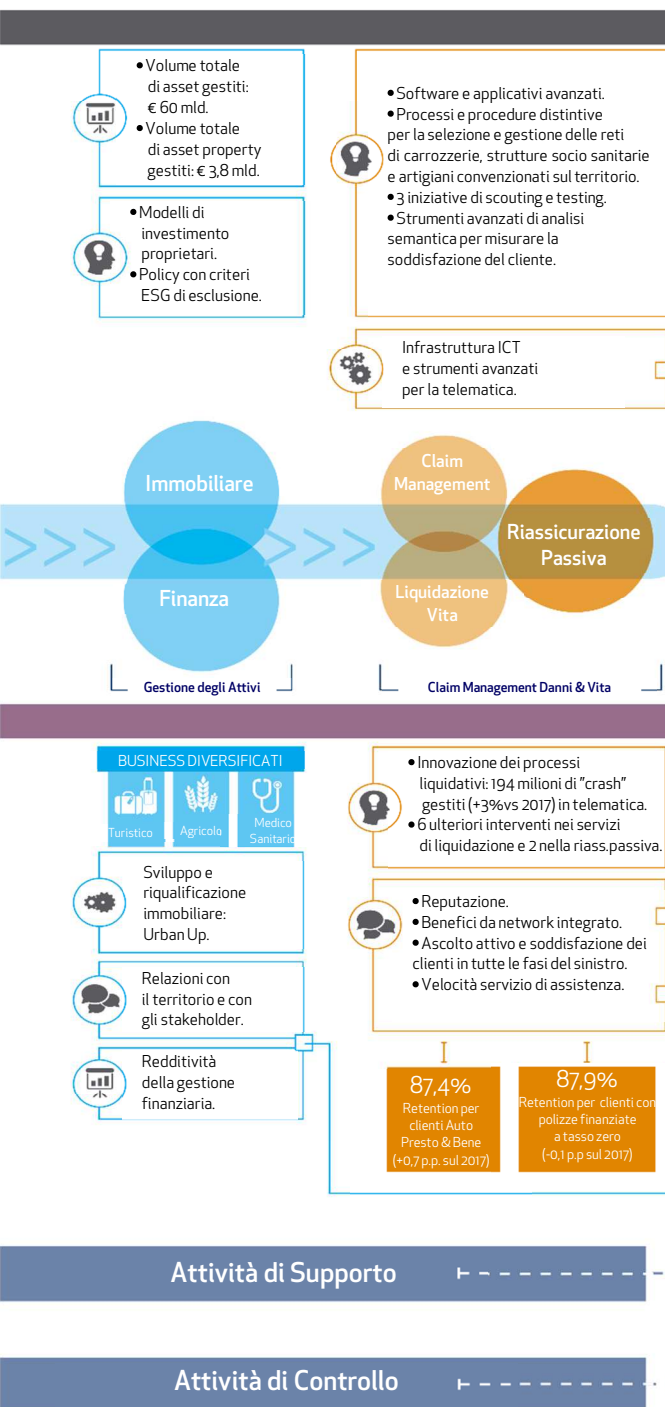 •Volume totale
di asset gestiti:
€ 60 mld.
•Volume totale
di asset property
gestiti: € 3,8 mld.
•Modelli di
investimento
proprietari.
•Policy con criteri
ESG di esclusione.
•Software e applicativi avanzati.
•Processi e procedure distintive
per la selezione e gestione delle reti
di carrozzerie, strutture socio sanitarie
e artigiani convenzionati sul territorio.
•3 iniziative di scouting e testing.
•Strumenti avanzati di analisi
semantica per misurare la
soddisfazione del cliente.
Infrastruttura ICT
e strumenti avanzati
per la telematica.
Immobiliare
Finanza
Claim
Management
Liquidazione
Vita
Riassicurazione
Passiva
Gestione degli Attivi
Claim Management Danni & Vita
BUSINESS DIVERSIFICATI
Turistico
Agricolo
Medico
Sanitario
Sviluppo e
riqualificazione
immobiliare:
Urban Up.
Relazioni con
il territorio e con
gli stakeholder.
Redditività
della gestione
finanziaria.
•Innovazione dei processi
liquidativi: 194 milioni di "crash"
gestiti (+3%vs 2017) in telematica.
•6 ulteriori interventi nei servizi
di liquidazione e 2 nella riass.passiva.
•Reputazione.
•Benefici da network integrato.
•Ascolto attivo e soddisfazione dei
clienti in tutte le fasi del sinistro.
•Velocità servizio di assistenza.
87,4%
Retention per
clienti Auto
Presto & Bene
(+0,7 p.p. sul 2017)
87,9%
Retention per clienti con
polizze finanziate
a tasso zero
(-0,1 p.p sul 2017)
Attività di Supporto
Attività di Controllo